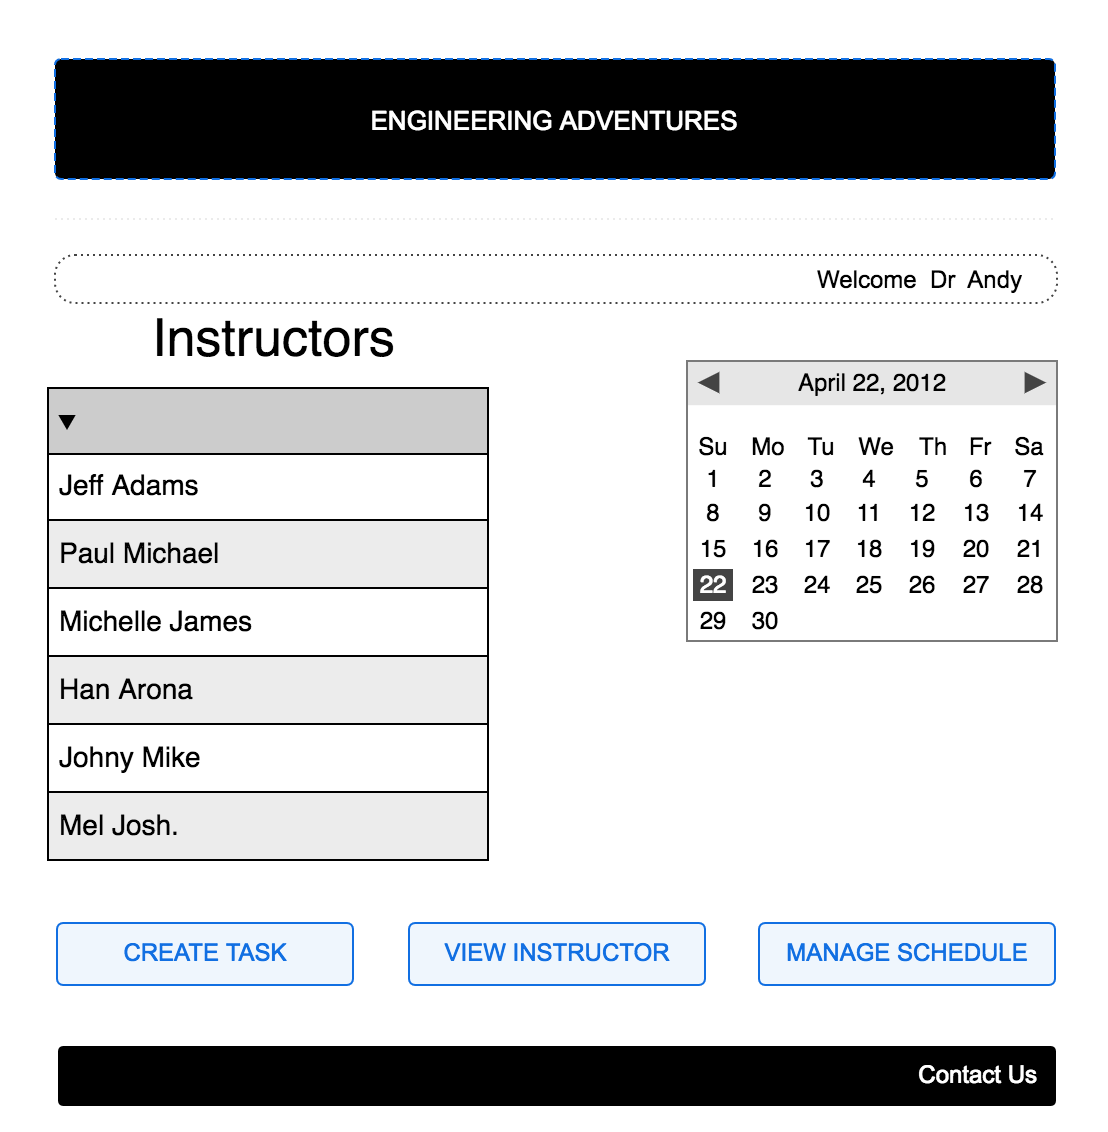 ENGINEERING ADVENTURES
Welcome Dr Andy
Instructors
Jeff Adams
Paul Michael
Michelle James
Han Arona
Johny Mike
Mel Josh.
April 22, 2012
Su Mo Tu We Th Fr Sa
1 2 3 4 5 6 7
8 9 10 11 12 13 14
15 16 17 18 19 20 21
22 23 24 25 26 27 28
29 30
CREATE TASK
VIEW INSTRUCTOR
MANAGE SCHEDULE
Contact Us